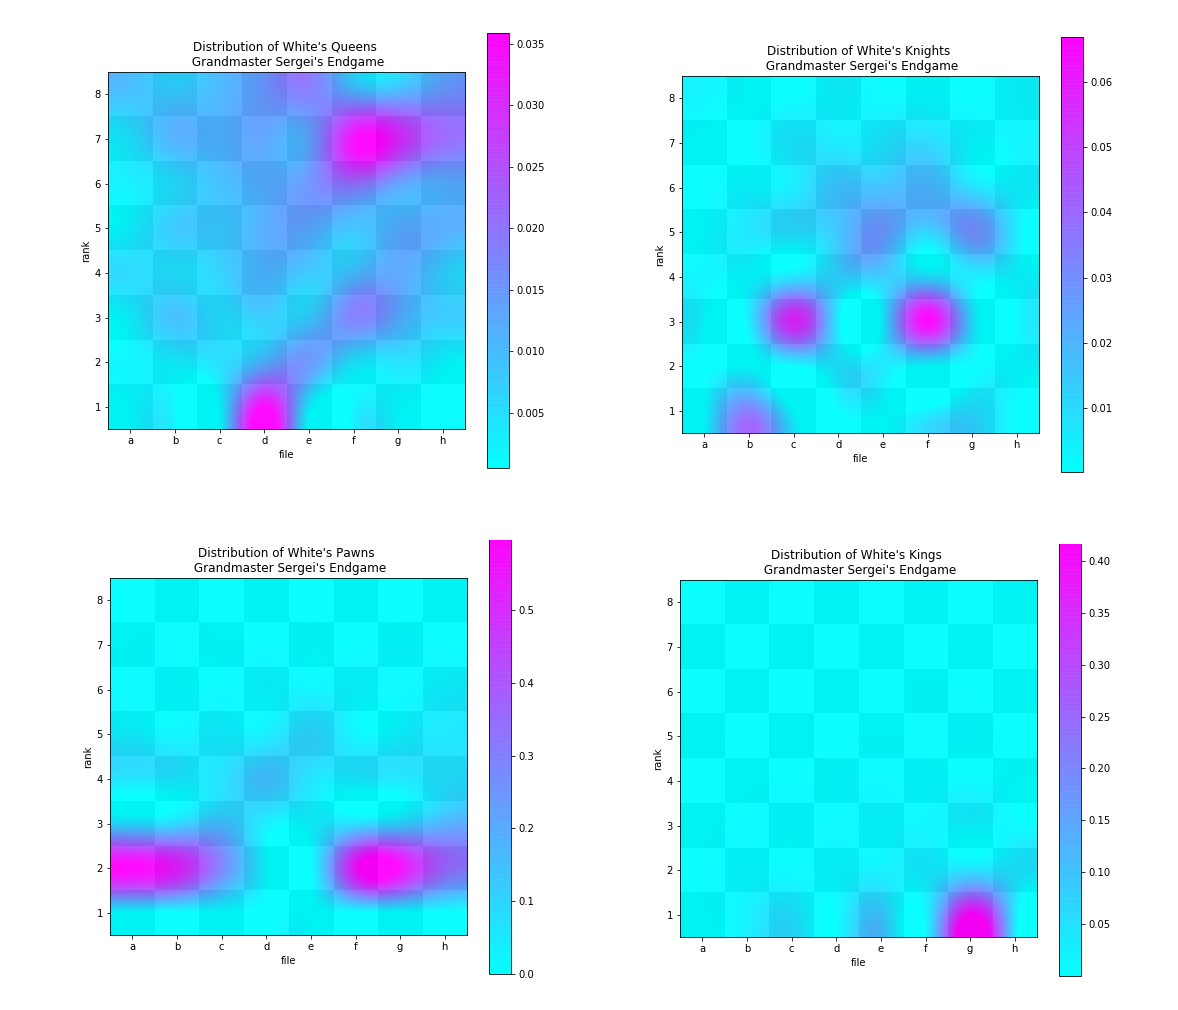 Distribution of White's Queens
Grandmaster Sergei's Endgame
8
7
6
5
4
3
2
1
rank
a b c d e f g h
file
0.035
0.030
0.025
0.020
0.015
0.010
0.005
Distribution of White's Knights
Grandmaster Sergei's Endgame
8
7
6
5
4
3
2
1
rank
a b c d e f g h
file
0.06
0.05
0.04
0.03
0.02
0.01
Distribution of White's Pawns
Grandmaster Sergei's Endgame
8
7
6
5
4
3
2
1
rank
a b c d e f g h
file
0.5
0.4
0.3
0.2
0.1
0.0
Distribution of White's Kings
Grandmaster Sergei's Endgame
8
7
6
5
4
3
2
1
rank
a b c d e f g h
file
0.40
0.35
0.30
0.25
0.20
0.15
0.10
0.05